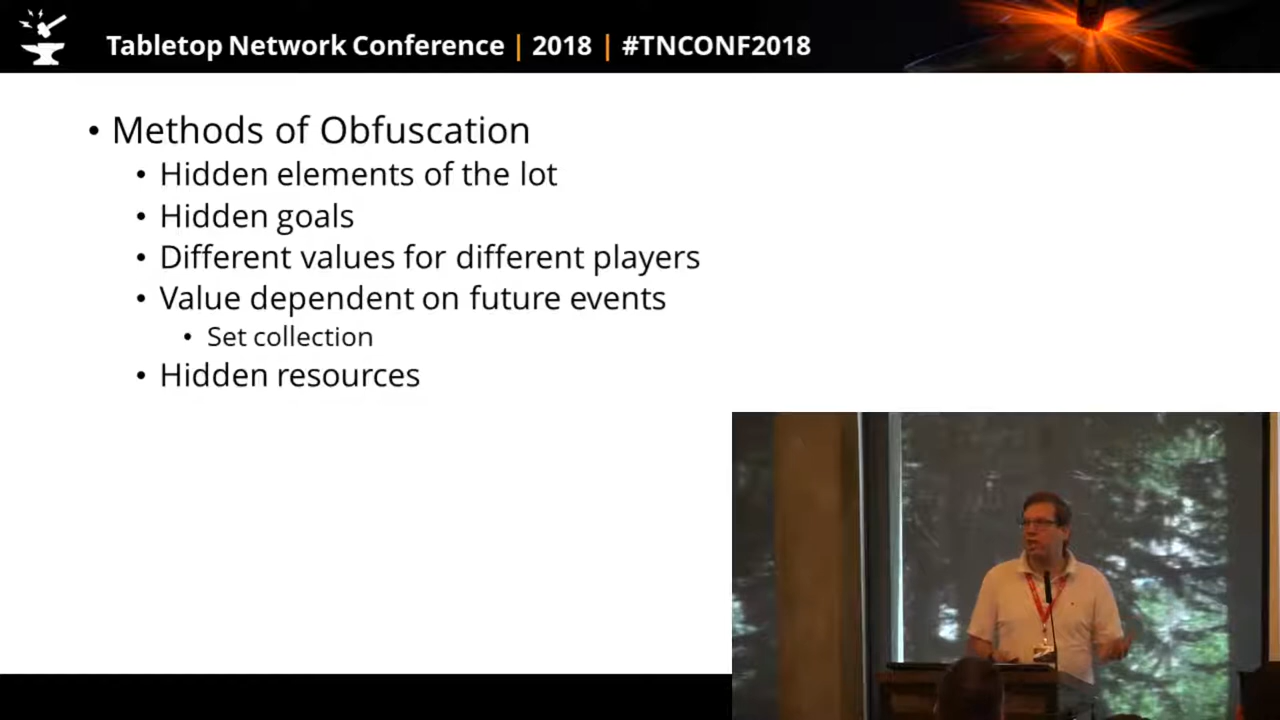 Tabletop Network Conference | 2018 | #TNCONF2018
• Methods of Obfuscation
• Hidden elements of the lot
• Hidden goals
• Different values for different players
• Value dependent on future events
• Set collection
• Hidden resources